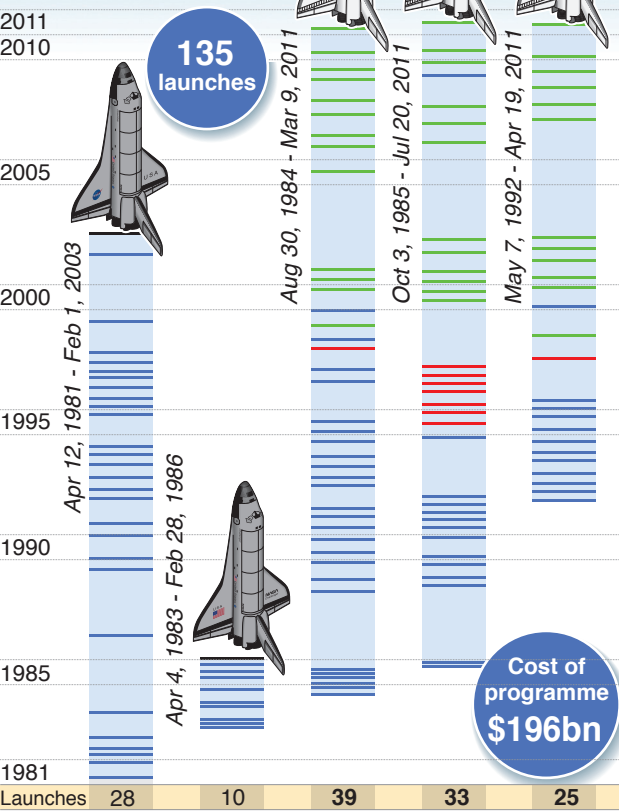 2011
2010
2005
2000
1995
1990
1985
1981
135
launches
USA
Apr 12, 1981 - Feb 1, 2003
Apr 4, 1983 - Feb 28, 1986
Aug 30, 1984 - Mar 9, 2011
Oct 3, 1985 - Jul 20, 2011
May 7, 1992 - Apr 19, 2011
Cost of
programme
$196bn
Launches 28 10 39 33 25